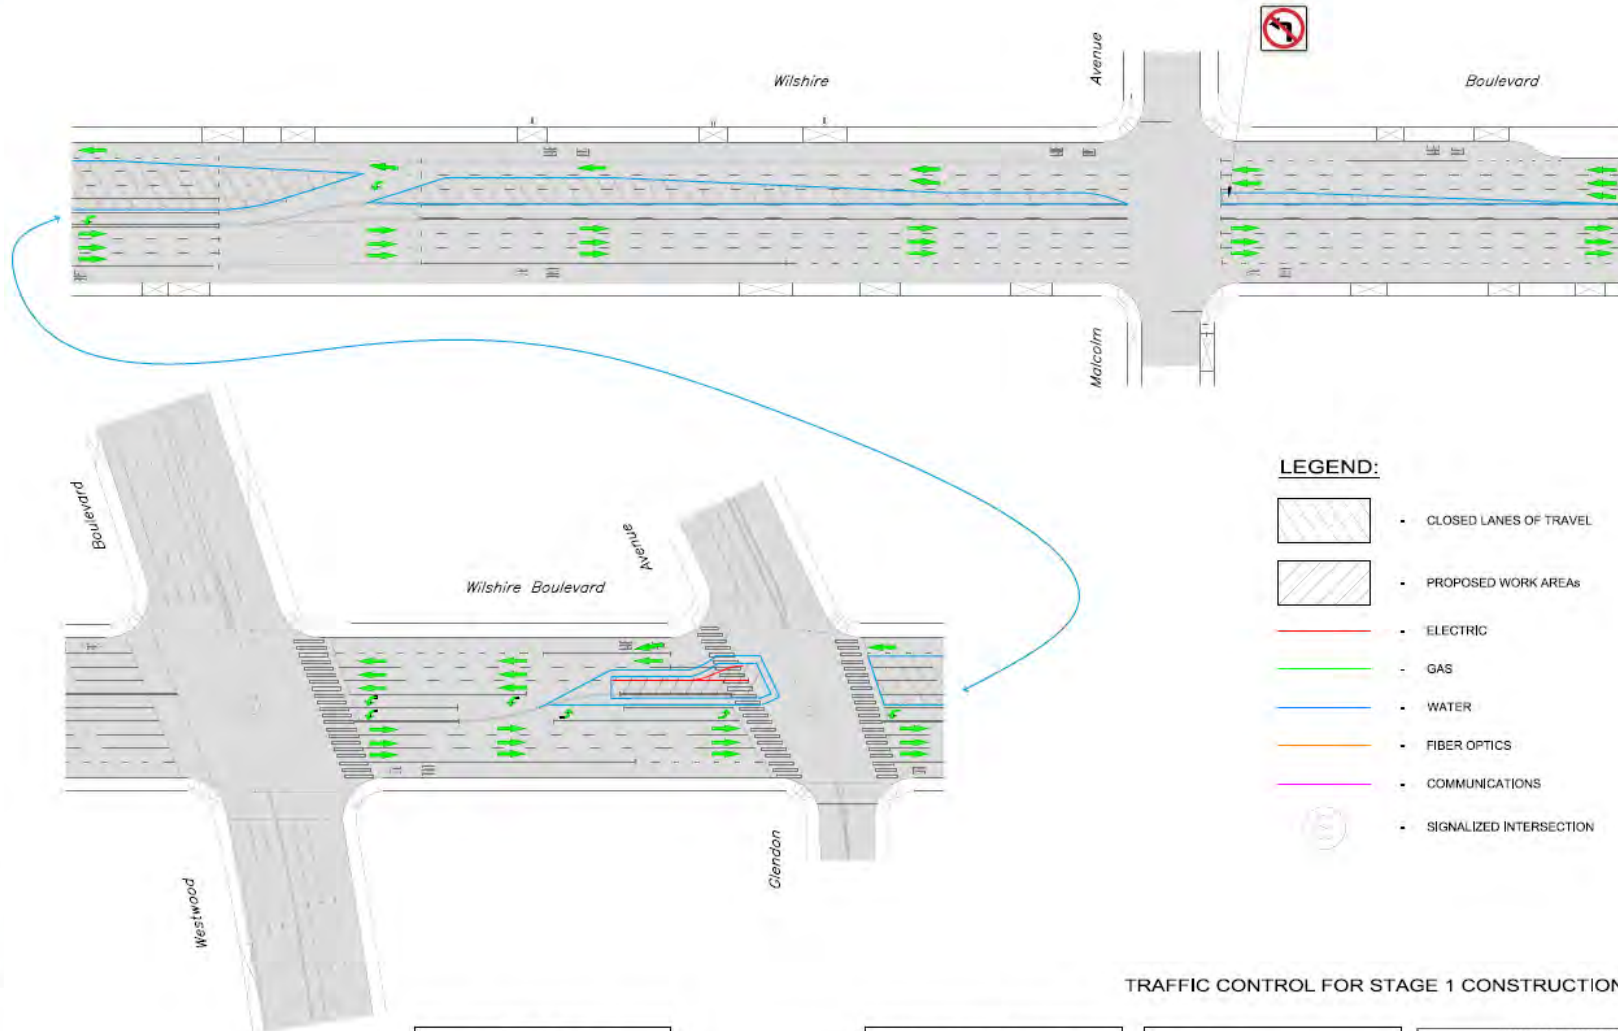 Wilshire
Avenue
Boulevard
Malcolm
Boulevard
Avenue
Wilshire Boulevard
Glendon
Westwood
LEGEND:
- CLOSED LANES OF TRAVEL
- PROPOSED WORK AREAs
- ELECTRIC
- GAS
- WATER
- FIBER OPTICS
- COMMUNICATIONS
- SIGNALIZED INTERSECTION
TRAFFIC CONTROL FOR STAGE 1 CONSTRUCTION